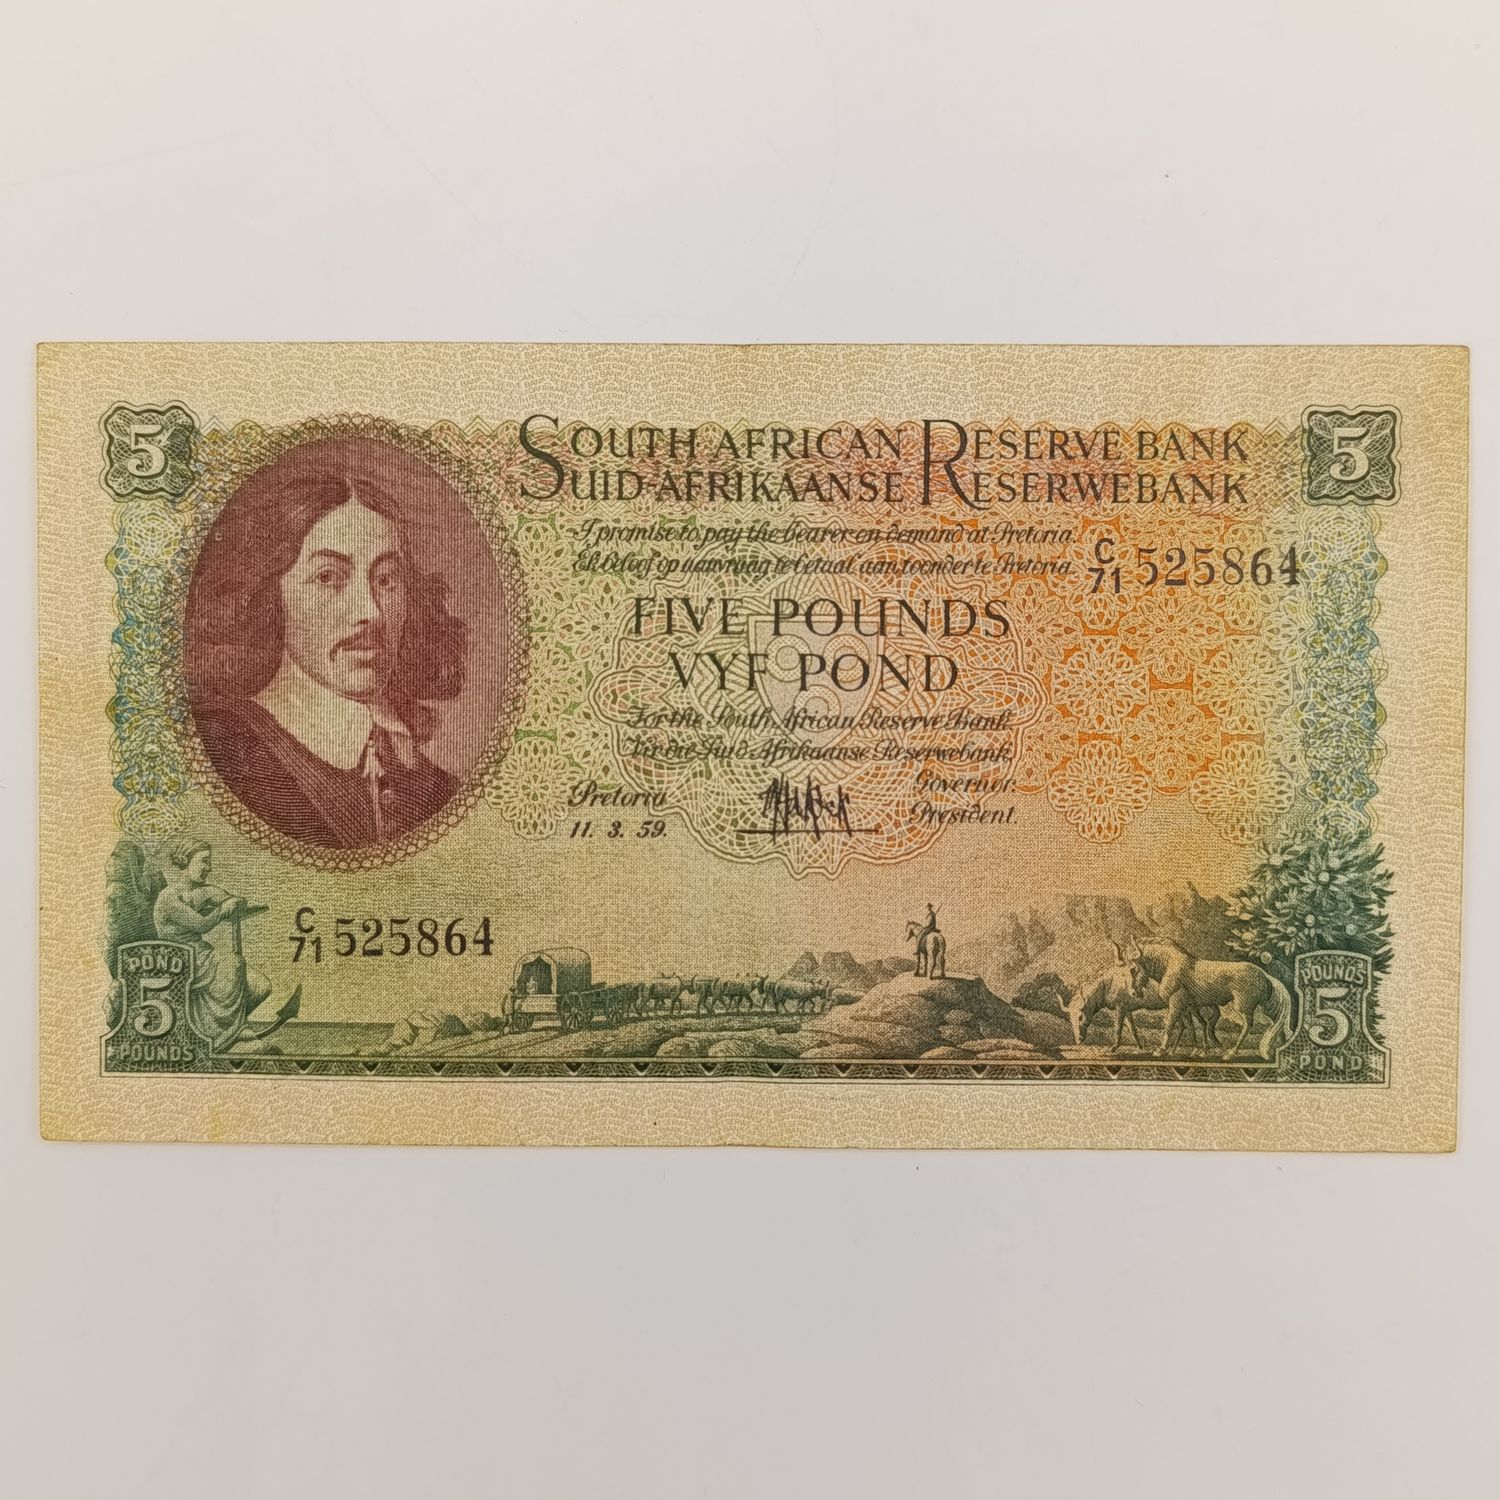 5
5
SOUTH AFRICAN RESERVE BANK
SUID-AFRIKAANSE RESERWEBANK
I promise to pay the bearer on demand at Pretoria.
Ek beloof op aanvraag te betaal aan toonder te Pretoria.
C/71 525864
FIVE POUNDS
VYF POND
For the South African Reserve Bank.
Vir die Suid-Afrikaanse Reserwebank.
Pretoria
11. 3. 59.
Governor.
President.
C/71 525864
POND
5
POUNDS
POUNDS
5
POND